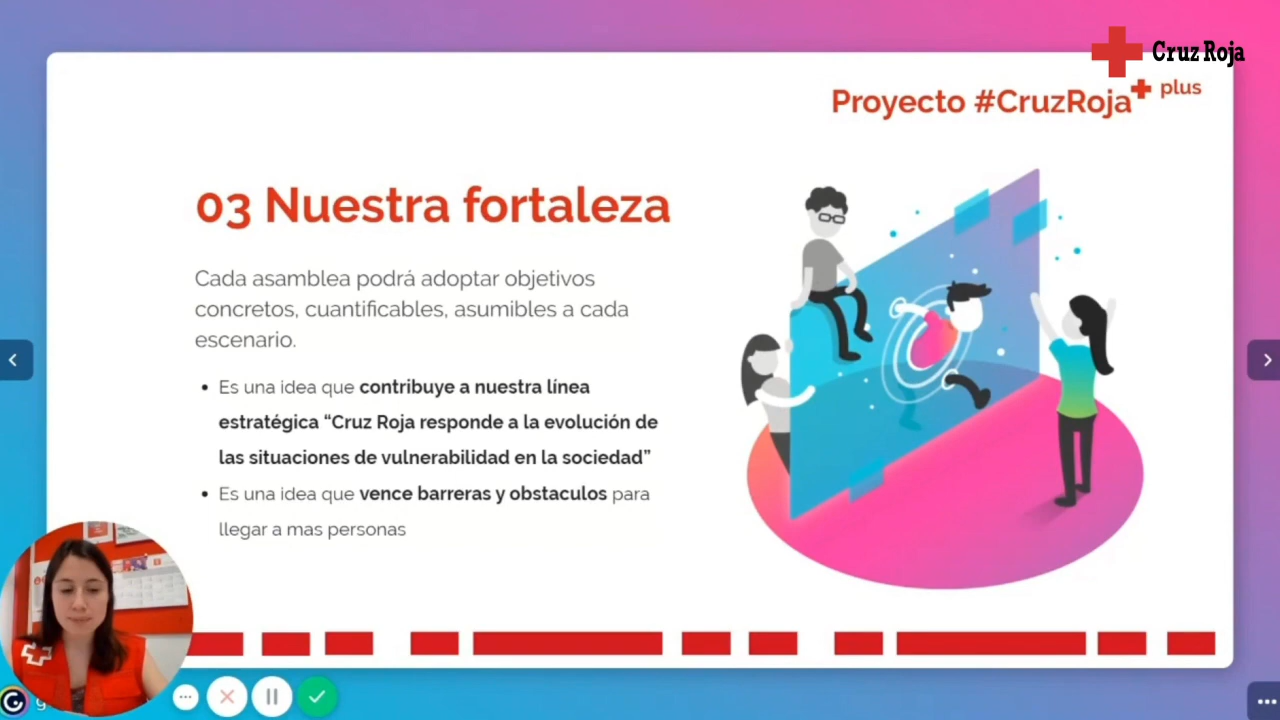 Cruz Roja
Proyecto #CruzRoja plus
03 Nuestra fortaleza
Cada asamblea podrá adoptar objetivos
concretos, cuantificables, asumibles a cada
escenario.
• Es una idea que contribuye a nuestra línea
estratégica “Cruz Roja responde a la evolución de
las situaciones de vulnerabilidad en la sociedad”
• Es una idea que vence barreras y obstaculos para
llegar a mas personas